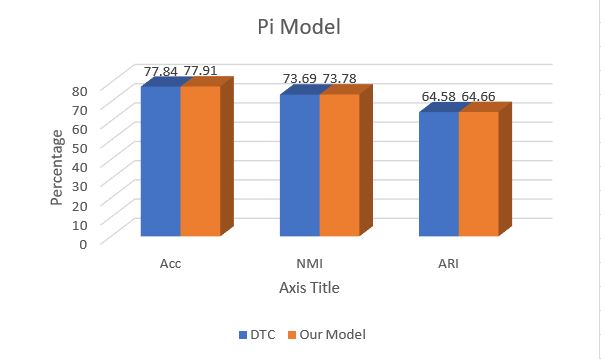 Pi Model
77.84 77.91
73.69 73.78
64.58 64.66
80
70
60
50
40
30
20
10
0
Percentage
Acc
NMI
ARI
Axis Title
DTC
Our Model